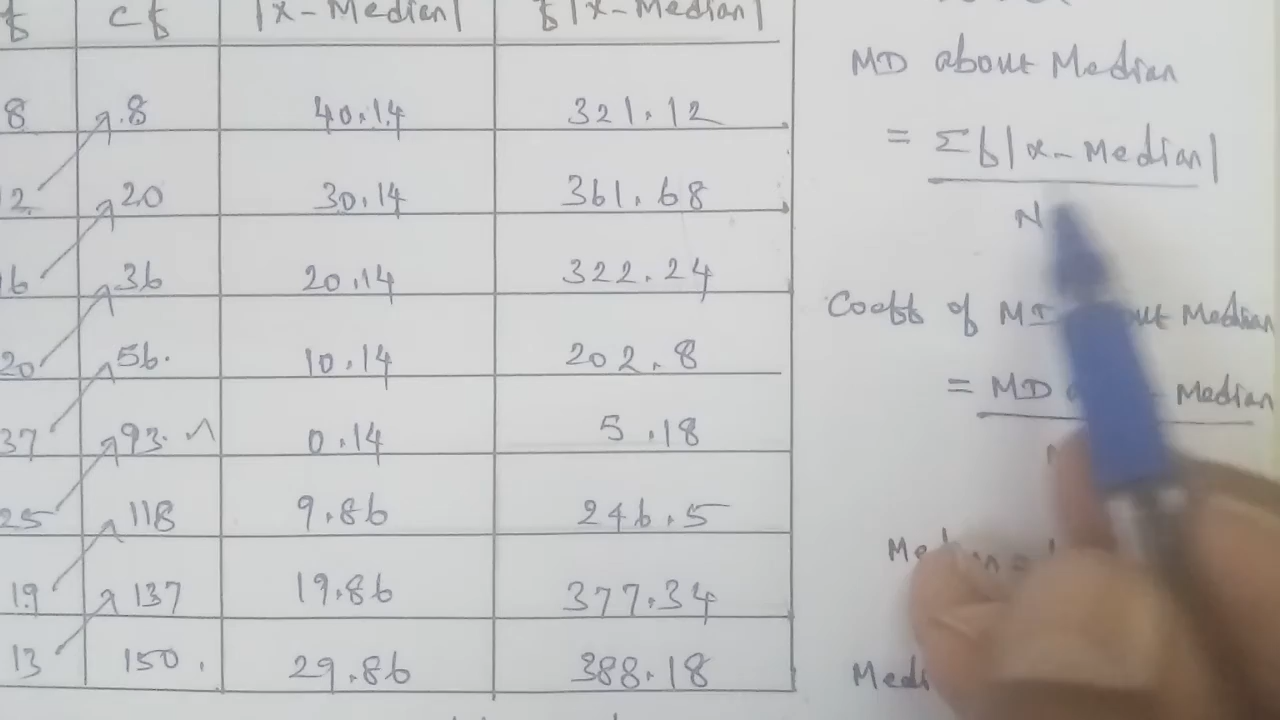 f cf |x-Median| f|x-Median|
8 8 40.14 321.12
12 20 30.14 361.68
16 36 20.14 322.24
20 56. 10.14 202.8
37 93. 0.14 5.18
25 118 9.86 246.5
19 137 19.86 377.34
13 150. 29.86 388.18
MD about Median
= Σf|x-Median|
N
Coeff of MD Median
= MD Median